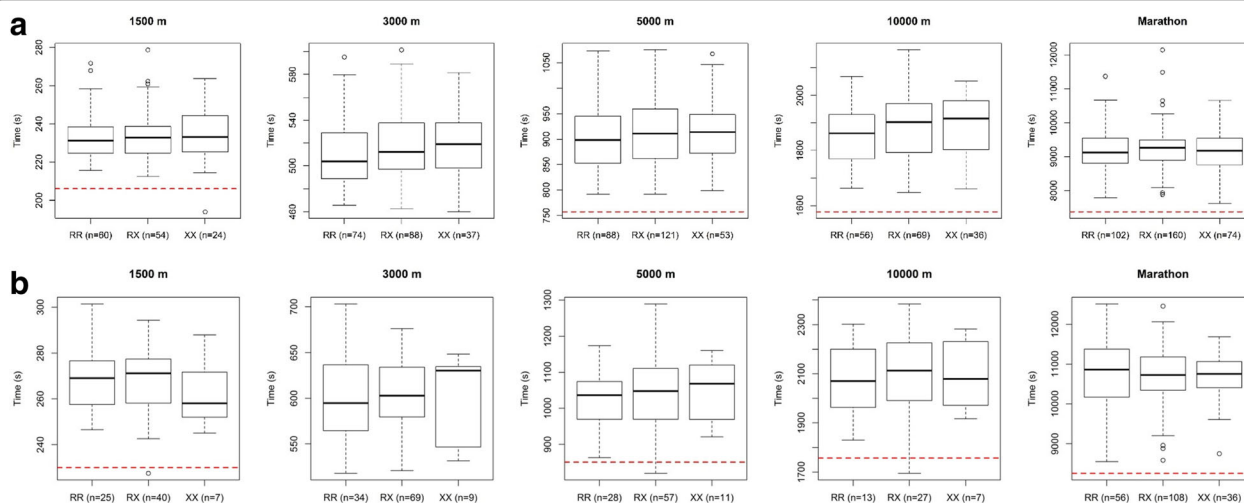 a
1500 m
3000 m
5000 m
10000 m
Marathon
Time (s)
200
220
240
260
280
RR (n=60)
RX (n=54)
XX (n=24)
Time (s)
460
500
540
580
RR (n=74)
RX (n=88)
XX (n=37)
Time (s)
750
800
850
900
950
1050
RR (n=88)
RX (n=121)
XX (n=53)
Time (s)
1600
1800
2000
RR (n=56)
RX (n=69)
XX (n=36)
Time (s)
8000
9000
10000
11000
12000
RR (n=102)
RX (n=160)
XX (n=74)
b
1500 m
3000 m
5000 m
10000 m
Marathon
Time (s)
240
260
280
300
RR (n=25)
RX (n=40)
XX (n=7)
Time (s)
550
600
650
700
RR (n=34)
RX (n=69)
XX (n=9)
Time (s)
900
1000
1100
1200
1300
RR (n=28)
RX (n=57)
XX (n=11)
Time (s)
1700
1900
2100
2300
RR (n=13)
RX (n=27)
XX (n=7)
Time (s)
9000
10000
11000
12000
RR (n=56)
RX (n=108)
XX (n=36)